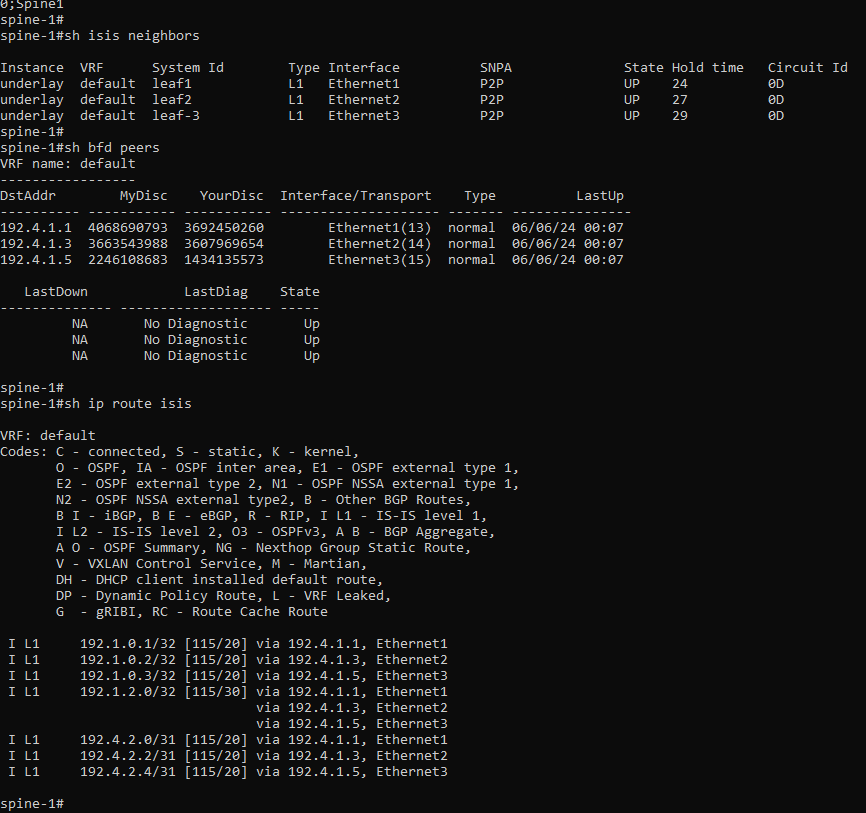 0;Spine1
spine-1#
spine-1#sh isis neighbors
Instance  VRF      System Id        Type Interface          SNPA              State Hold time   Circuit Id
underlay  default  leaf1            L1   Ethernet1          P2P               UP    24          0D
underlay  default  leaf2            L1   Ethernet2          P2P               UP    27          0D
underlay  default  leaf-3           L1   Ethernet3          P2P               UP    29          0D
spine-1#
spine-1#sh bfd peers
VRF name: default
-----------------
DstAddr        MyDisc    YourDisc  Interface/Transport    Type          LastUp
---------- ----------- ----------- -------------------- ------- ---------------
192.4.1.1  4068690793  3692450260        Ethernet1(13)  normal  06/06/24 00:07
192.4.1.3  3663543988  3607969654        Ethernet2(14)  normal  06/06/24 00:07
192.4.1.5  2246108683  1434135573        Ethernet3(15)  normal  06/06/24 00:07
   LastDown            LastDiag    State
-------------- ------------------- -----
         NA       No Diagnostic       Up
         NA       No Diagnostic       Up
         NA       No Diagnostic       Up
spine-1#
spine-1#sh ip route isis
VRF: default
Codes: C - connected, S - static, K - kernel,
       O - OSPF, IA - OSPF inter area, E1 - OSPF external type 1,
       E2 - OSPF external type 2, N1 - OSPF NSSA external type 1,
       N2 - OSPF NSSA external type2, B - Other BGP Routes,
       B I - iBGP, B E - eBGP, R - RIP, I L1 - IS-IS level 1,
       I L2 - IS-IS level 2, O3 - OSPFv3, A B - BGP Aggregate,
       A O - OSPF Summary, NG - Nexthop Group Static Route,
       V - VXLAN Control Service, M - Martian,
       DH - DHCP client installed default route,
       DP - Dynamic Policy Route, L - VRF Leaked,
       G  - gRIBI, RC - Route Cache Route
 I L1     192.1.0.1/32 [115/20] via 192.4.1.1, Ethernet1
 I L1     192.1.0.2/32 [115/20] via 192.4.1.3, Ethernet2
 I L1     192.1.0.3/32 [115/20] via 192.4.1.5, Ethernet3
 I L1     192.1.2.0/32 [115/30] via 192.4.1.1, Ethernet1
                                via 192.4.1.3, Ethernet2
                                via 192.4.1.5, Ethernet3
 I L1     192.4.2.0/31 [115/20] via 192.4.1.1, Ethernet1
 I L1     192.4.2.2/31 [115/20] via 192.4.1.3, Ethernet2
 I L1     192.4.2.4/31 [115/20] via 192.4.1.5, Ethernet3
spine-1#